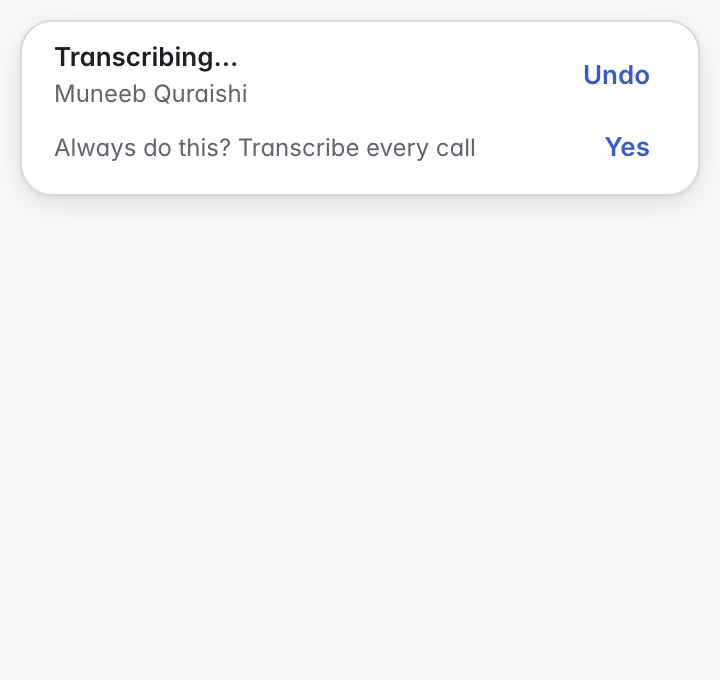 Transcribing...
Muneeb Quraishi
Undo
Always do this? Transcribe every call
Yes